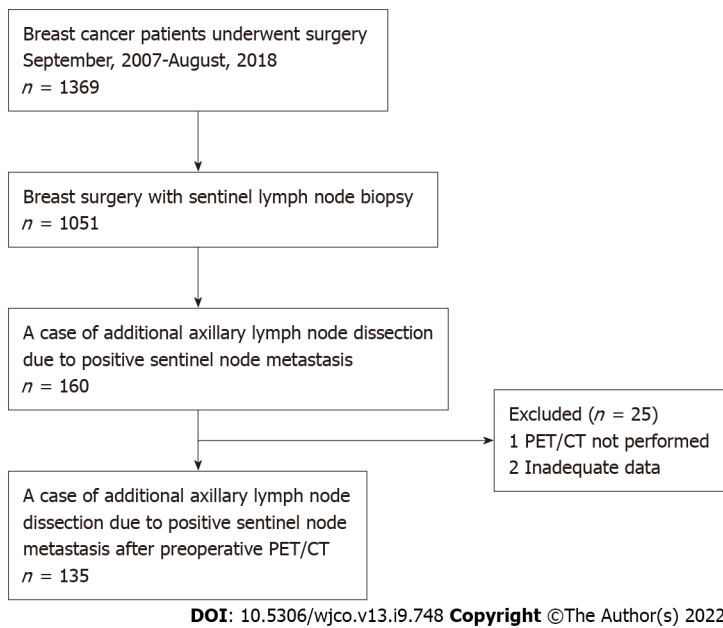 Breast cancer patients underwent surgery
September, 2007-August, 2018
n = 1369
Breast surgery with sentinel lymph node biopsy
n = 1051
A case of additional axillary lymph node dissection
due to positive sentinel node metastasis
n = 160
Excluded (n = 25)
1 PET/CT not performed
2 Inadequate data
A case of additional axillary lymph node
dissection due to positive sentinel node
metastasis after preoperative PET/CT
n = 135
DOI: 10.5306/wjco.v13.i9.748 Copyright ©The Author(s) 2022